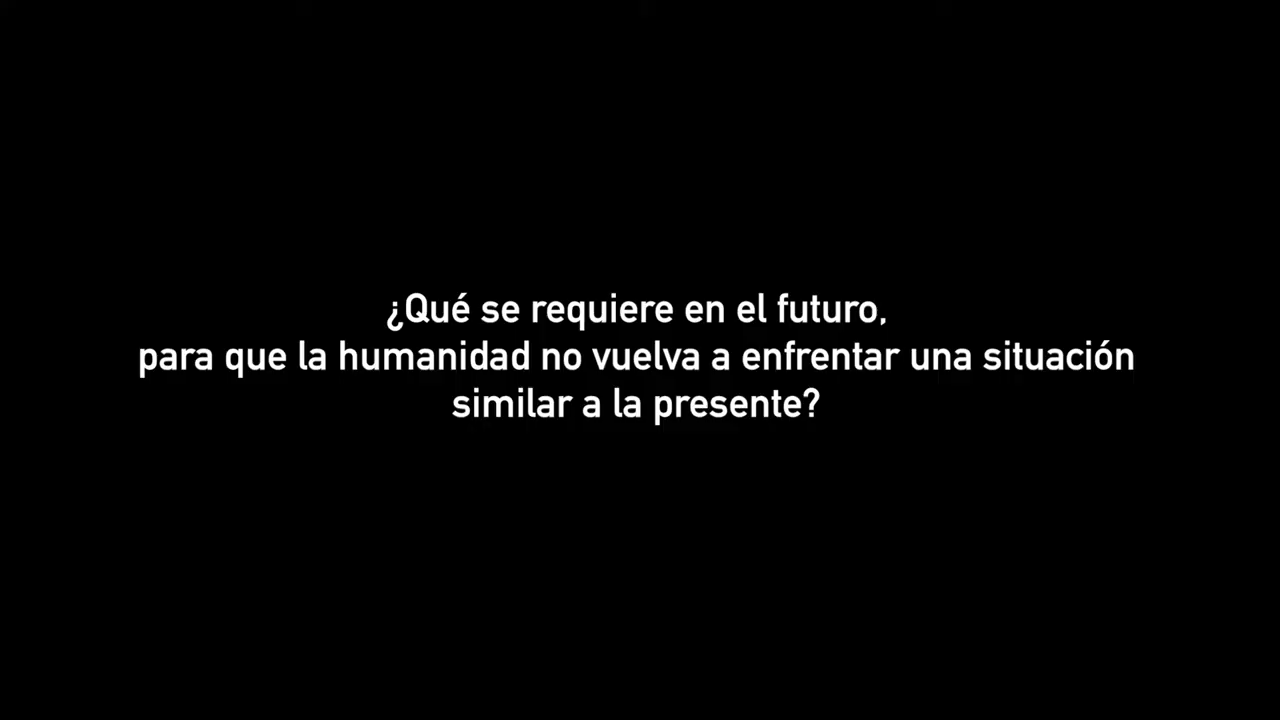 ¿Qué se requiere en el futuro,
para que la humanidad no vuelva a enfrentar una situación
similar a la presente?